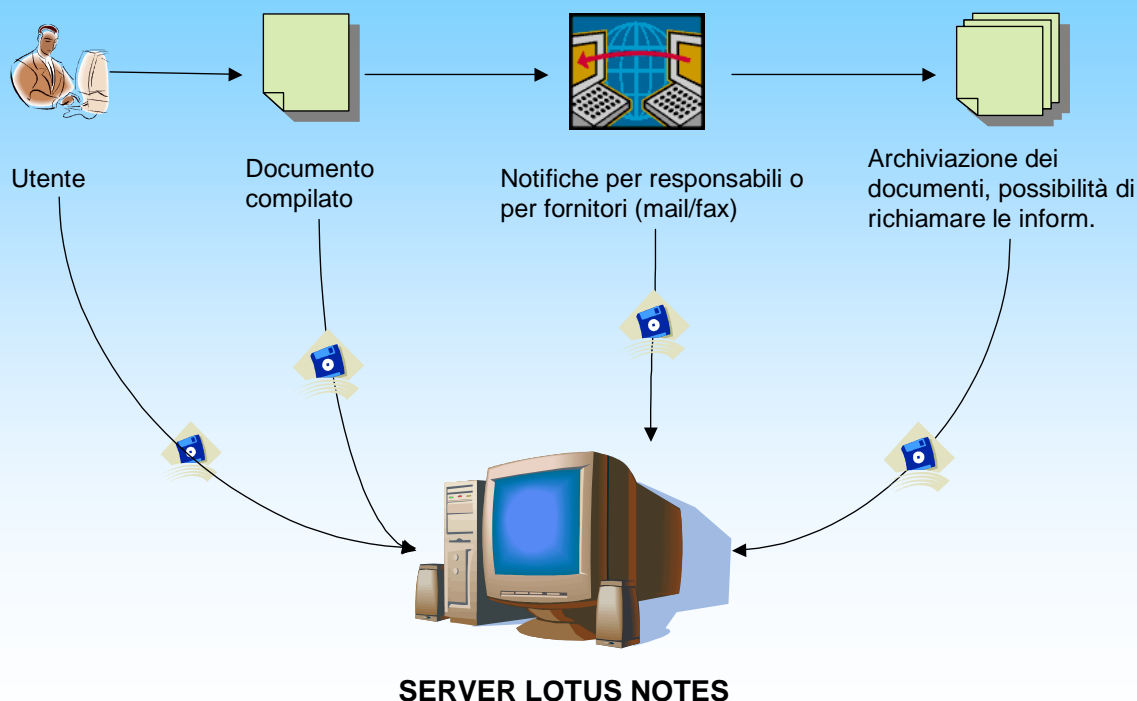 Utente
Documento
compilato
Notifiche per responsabili o
per fornitori (mail/fax)
Archiviazione dei
documenti, possibilità di
richiamare le inform.
SERVER LOTUS NOTES